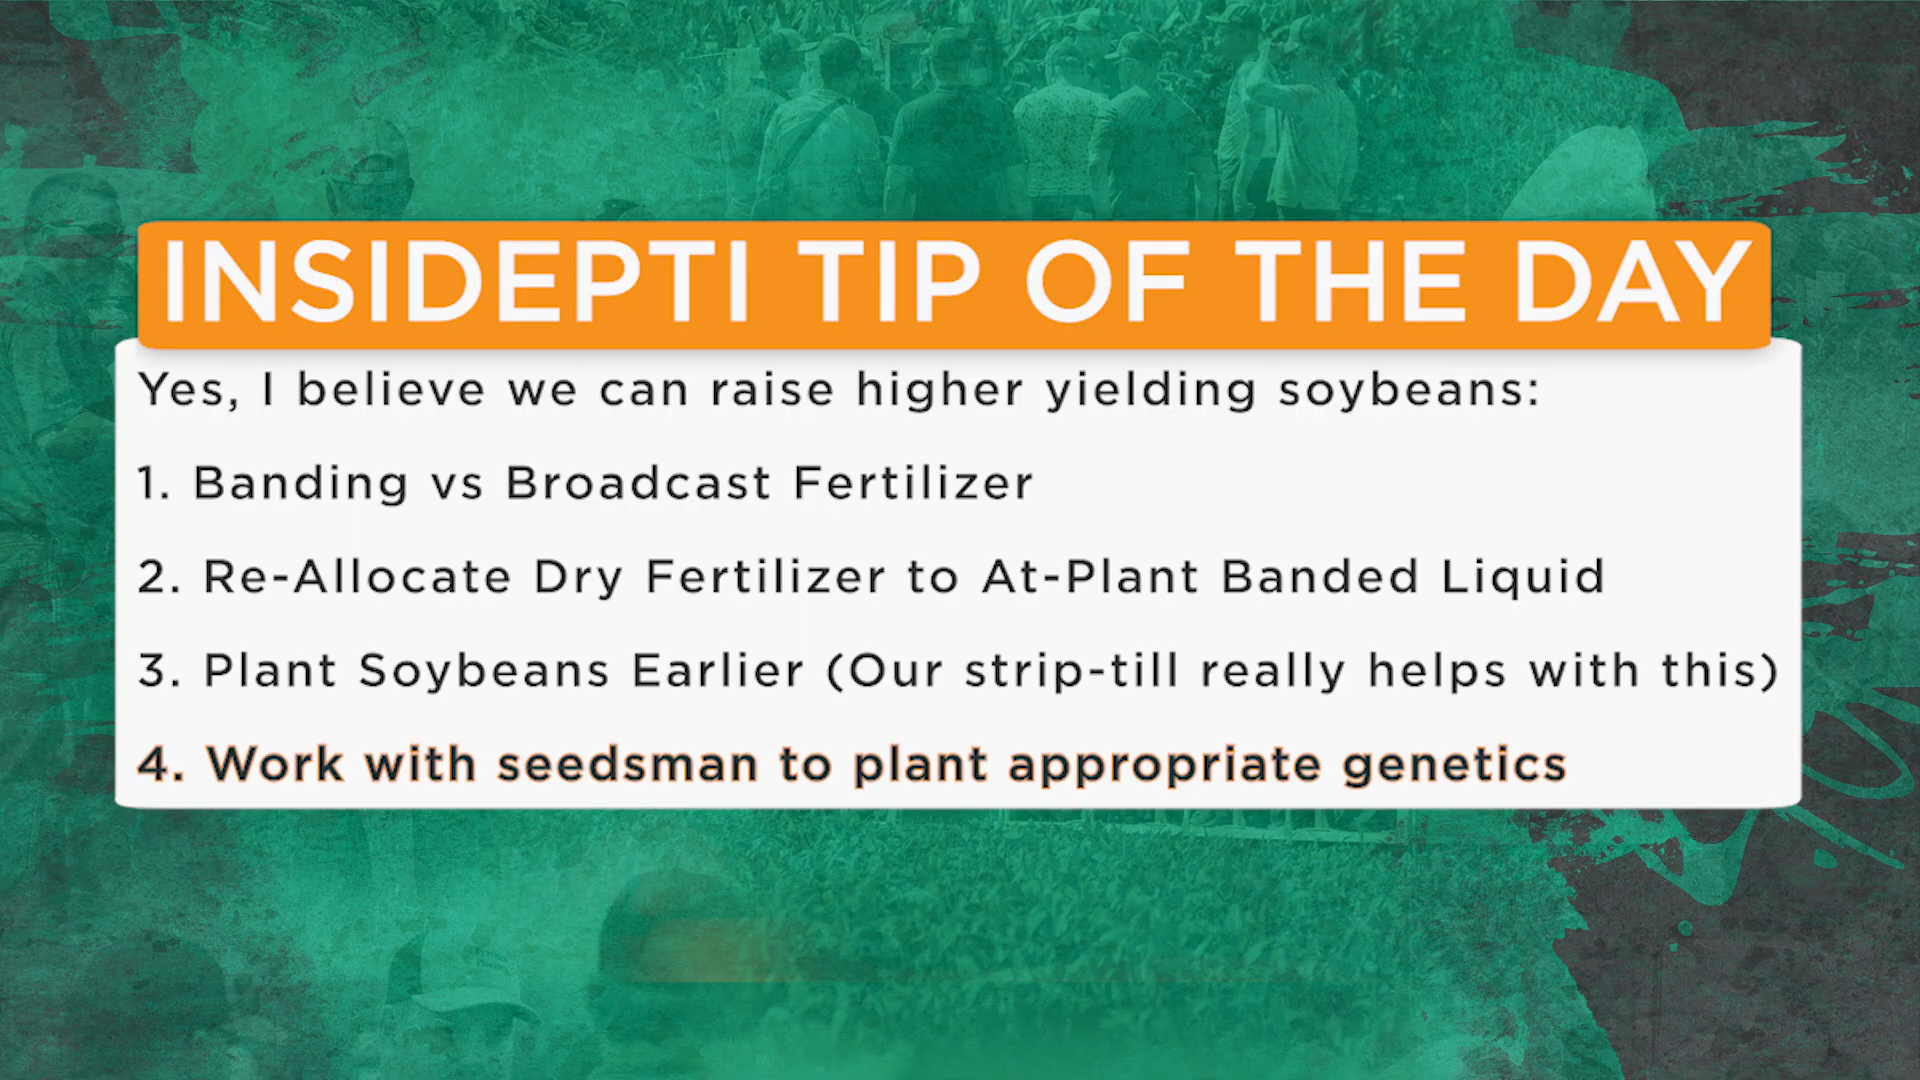 INSIDEPTI TIP OF THE DAY
Yes, I believe we can raise higher yielding soybeans:
1. Banding vs Broadcast Fertilizer
2. Re-Allocate Dry Fertilizer to At-Plant Banded Liquid
3. Plant Soybeans Earlier (Our strip-till really helps with this)
4. Work with seedsman to plant appropriate genetics